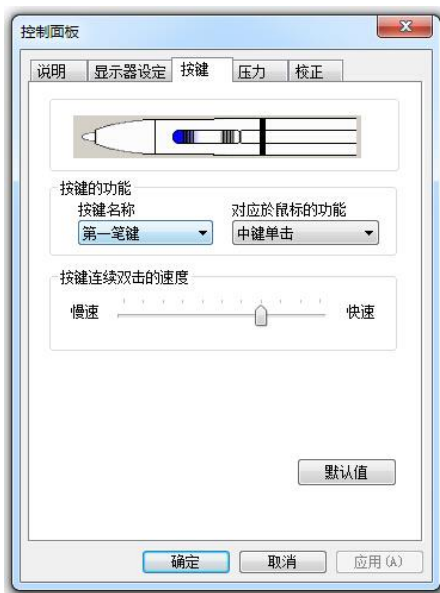 控制面板
说明 显示器设定 按键 压力 校正
按键的功能
按键名称 对应於鼠标的功能
第一笔键 中键单击
按键连续双击的速度
慢速 快速
默认值
确定 取消 应用(A)